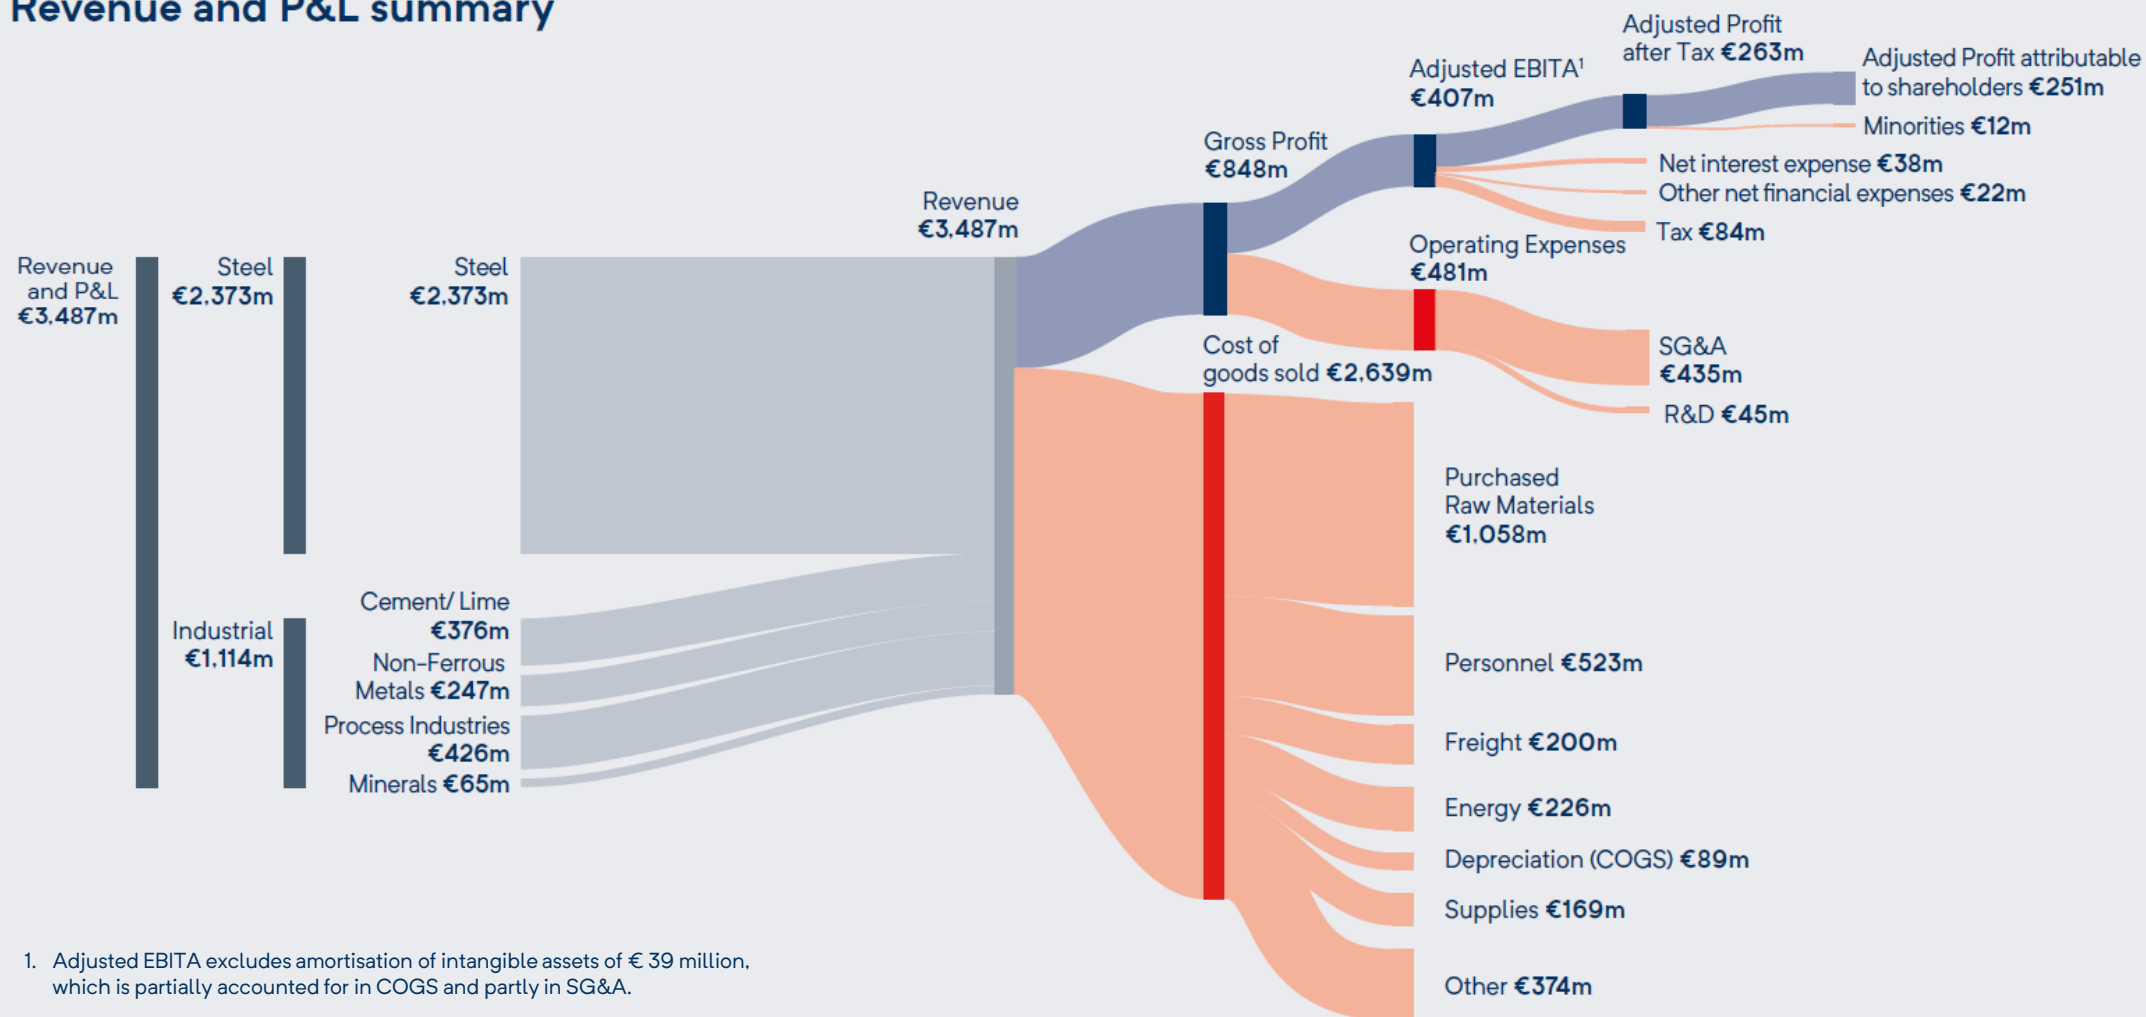 Revenue and P&L summary
Revenue
and P&L
€3,487m
Steel
€2,373m
Industrial
€1,114m
Steel
€2,373m
Cement/ Lime
€376m
Non-Ferrous
Metals €247m
Process Industries
€426m
Minerals €65m
Revenue
€3,487m
Gross Profit
€848m
Cost of
goods sold €2,639m
Adjusted EBITA¹
€407m
Operating Expenses
€481m
Adjusted Profit
after Tax €263m
Adjusted Profit attributable
to shareholders €251m
Minorities €12m
Net interest expense €38m
Other net financial expenses €22m
Tax €84m
SG&A
€435m
R&D €45m
Purchased
Raw Materials
€1,058m
Personnel €523m
Freight €200m
Energy €226m
Depreciation (COGS) €89m
Supplies €169m
Other €374m
1. Adjusted EBITA excludes amortisation of intangible assets of € 39 million,
which is partially accounted for in COGS and partly in SG&A.